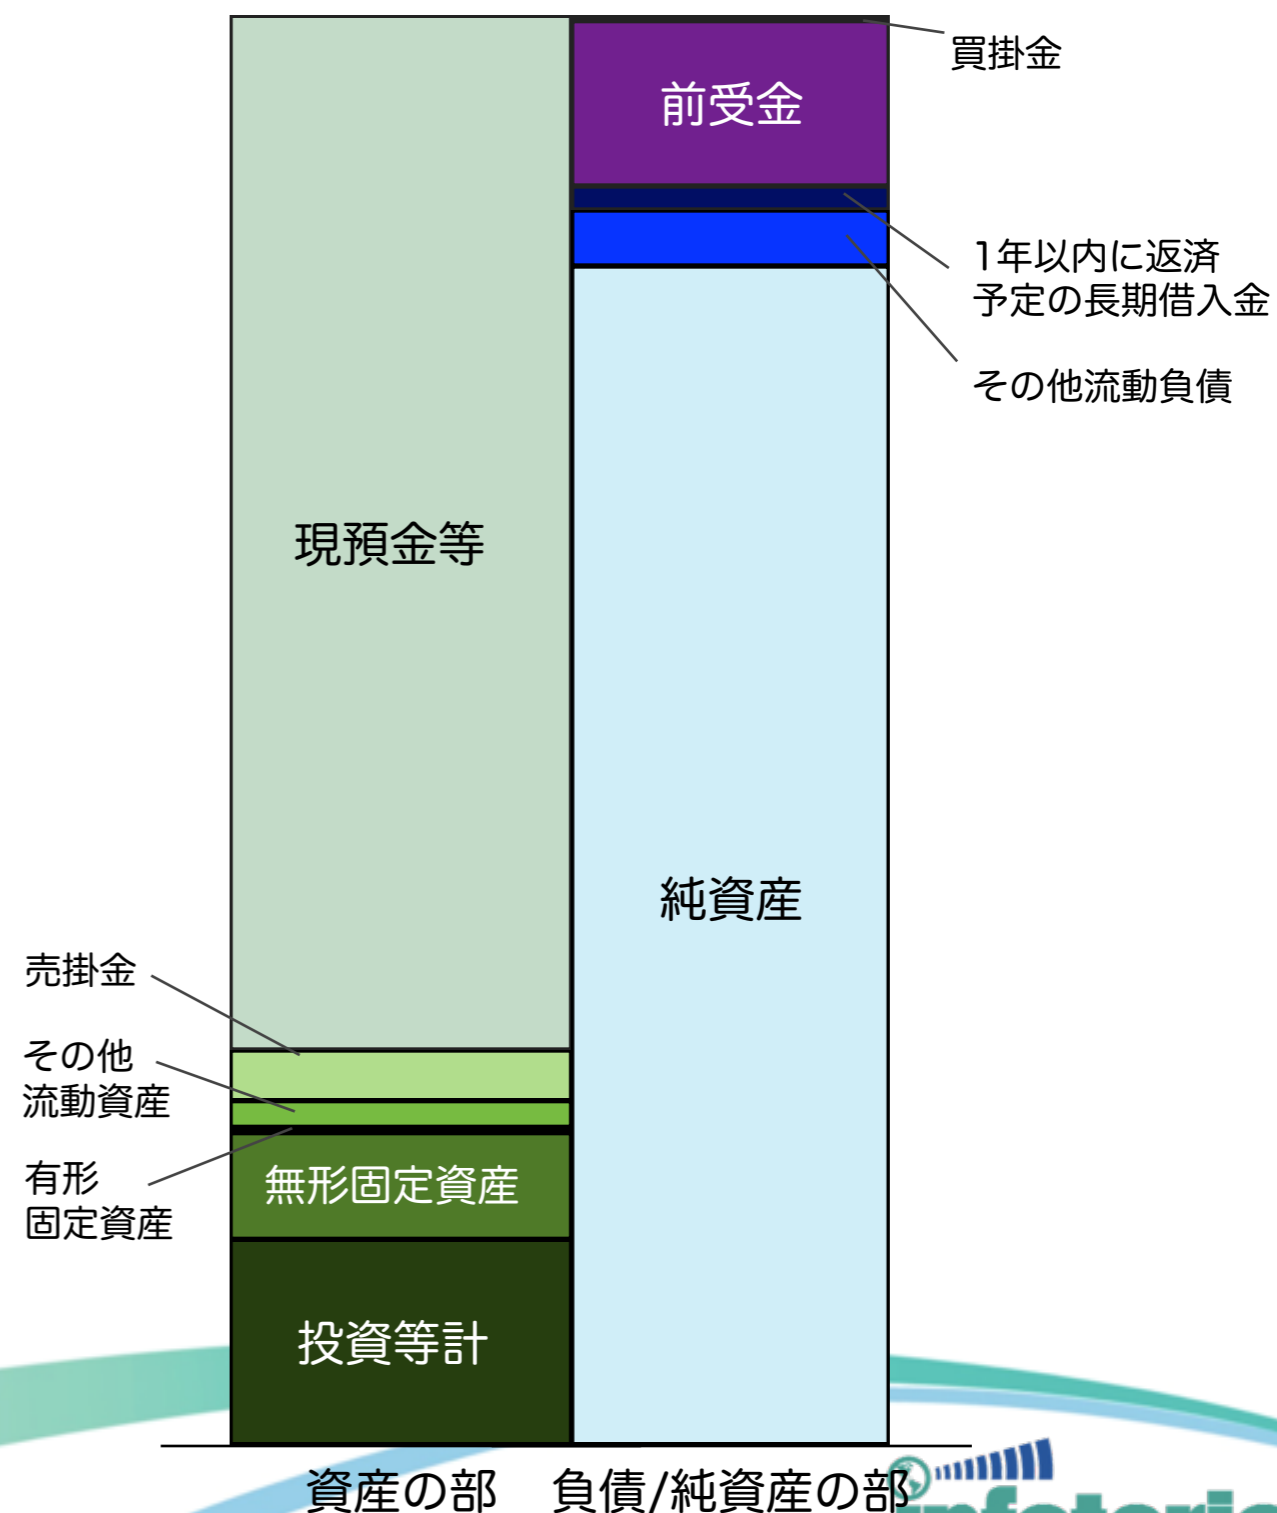 買掛金
前受金
1年以内に返済
予定の長期借入金
その他流動負債
現預金等
純資産
売掛金
その他
流動資産
有形
固定資産
無形固定資産
投資等計
資産の部
負債/純資産の部